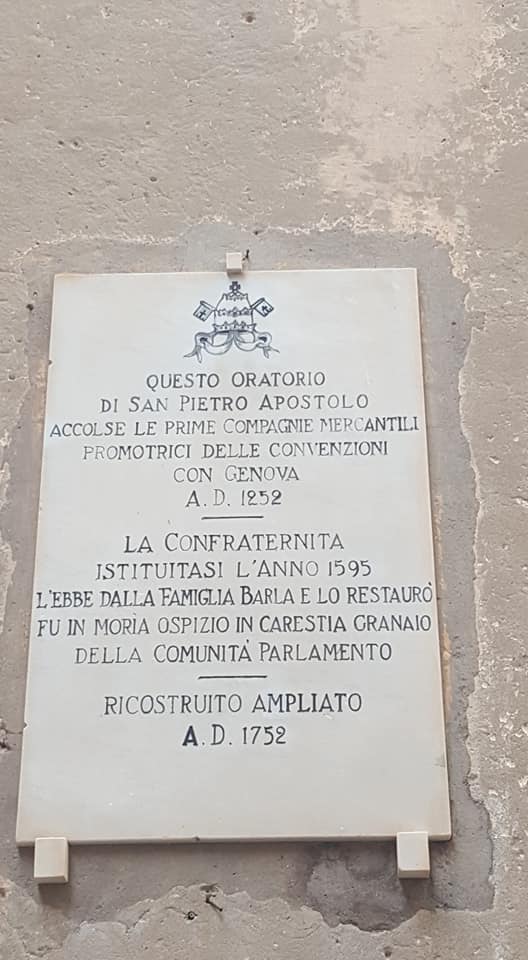 QUESTO ORATORIO
DI SAN PIETRO APOSTOLO
ACCOLSE LE PRIME COMPAGNIE MERCANTILI
PROMOTRICI DELLE CONVENZIONI
CON GENOVA
A.D. 1252
LA CONFRATERNITA
ISTITUITASI L'ANNO 1595
L'EBBE DALLA FAMIGLIA BARLA E LO RESTAURÒ
FU IN MORÌA OSPIZIO IN CARESTIA GRANAIO
DELLA COMUNITÀ PARLAMENTO
RICOSTRUITO AMPLIATO
A.D. 1752